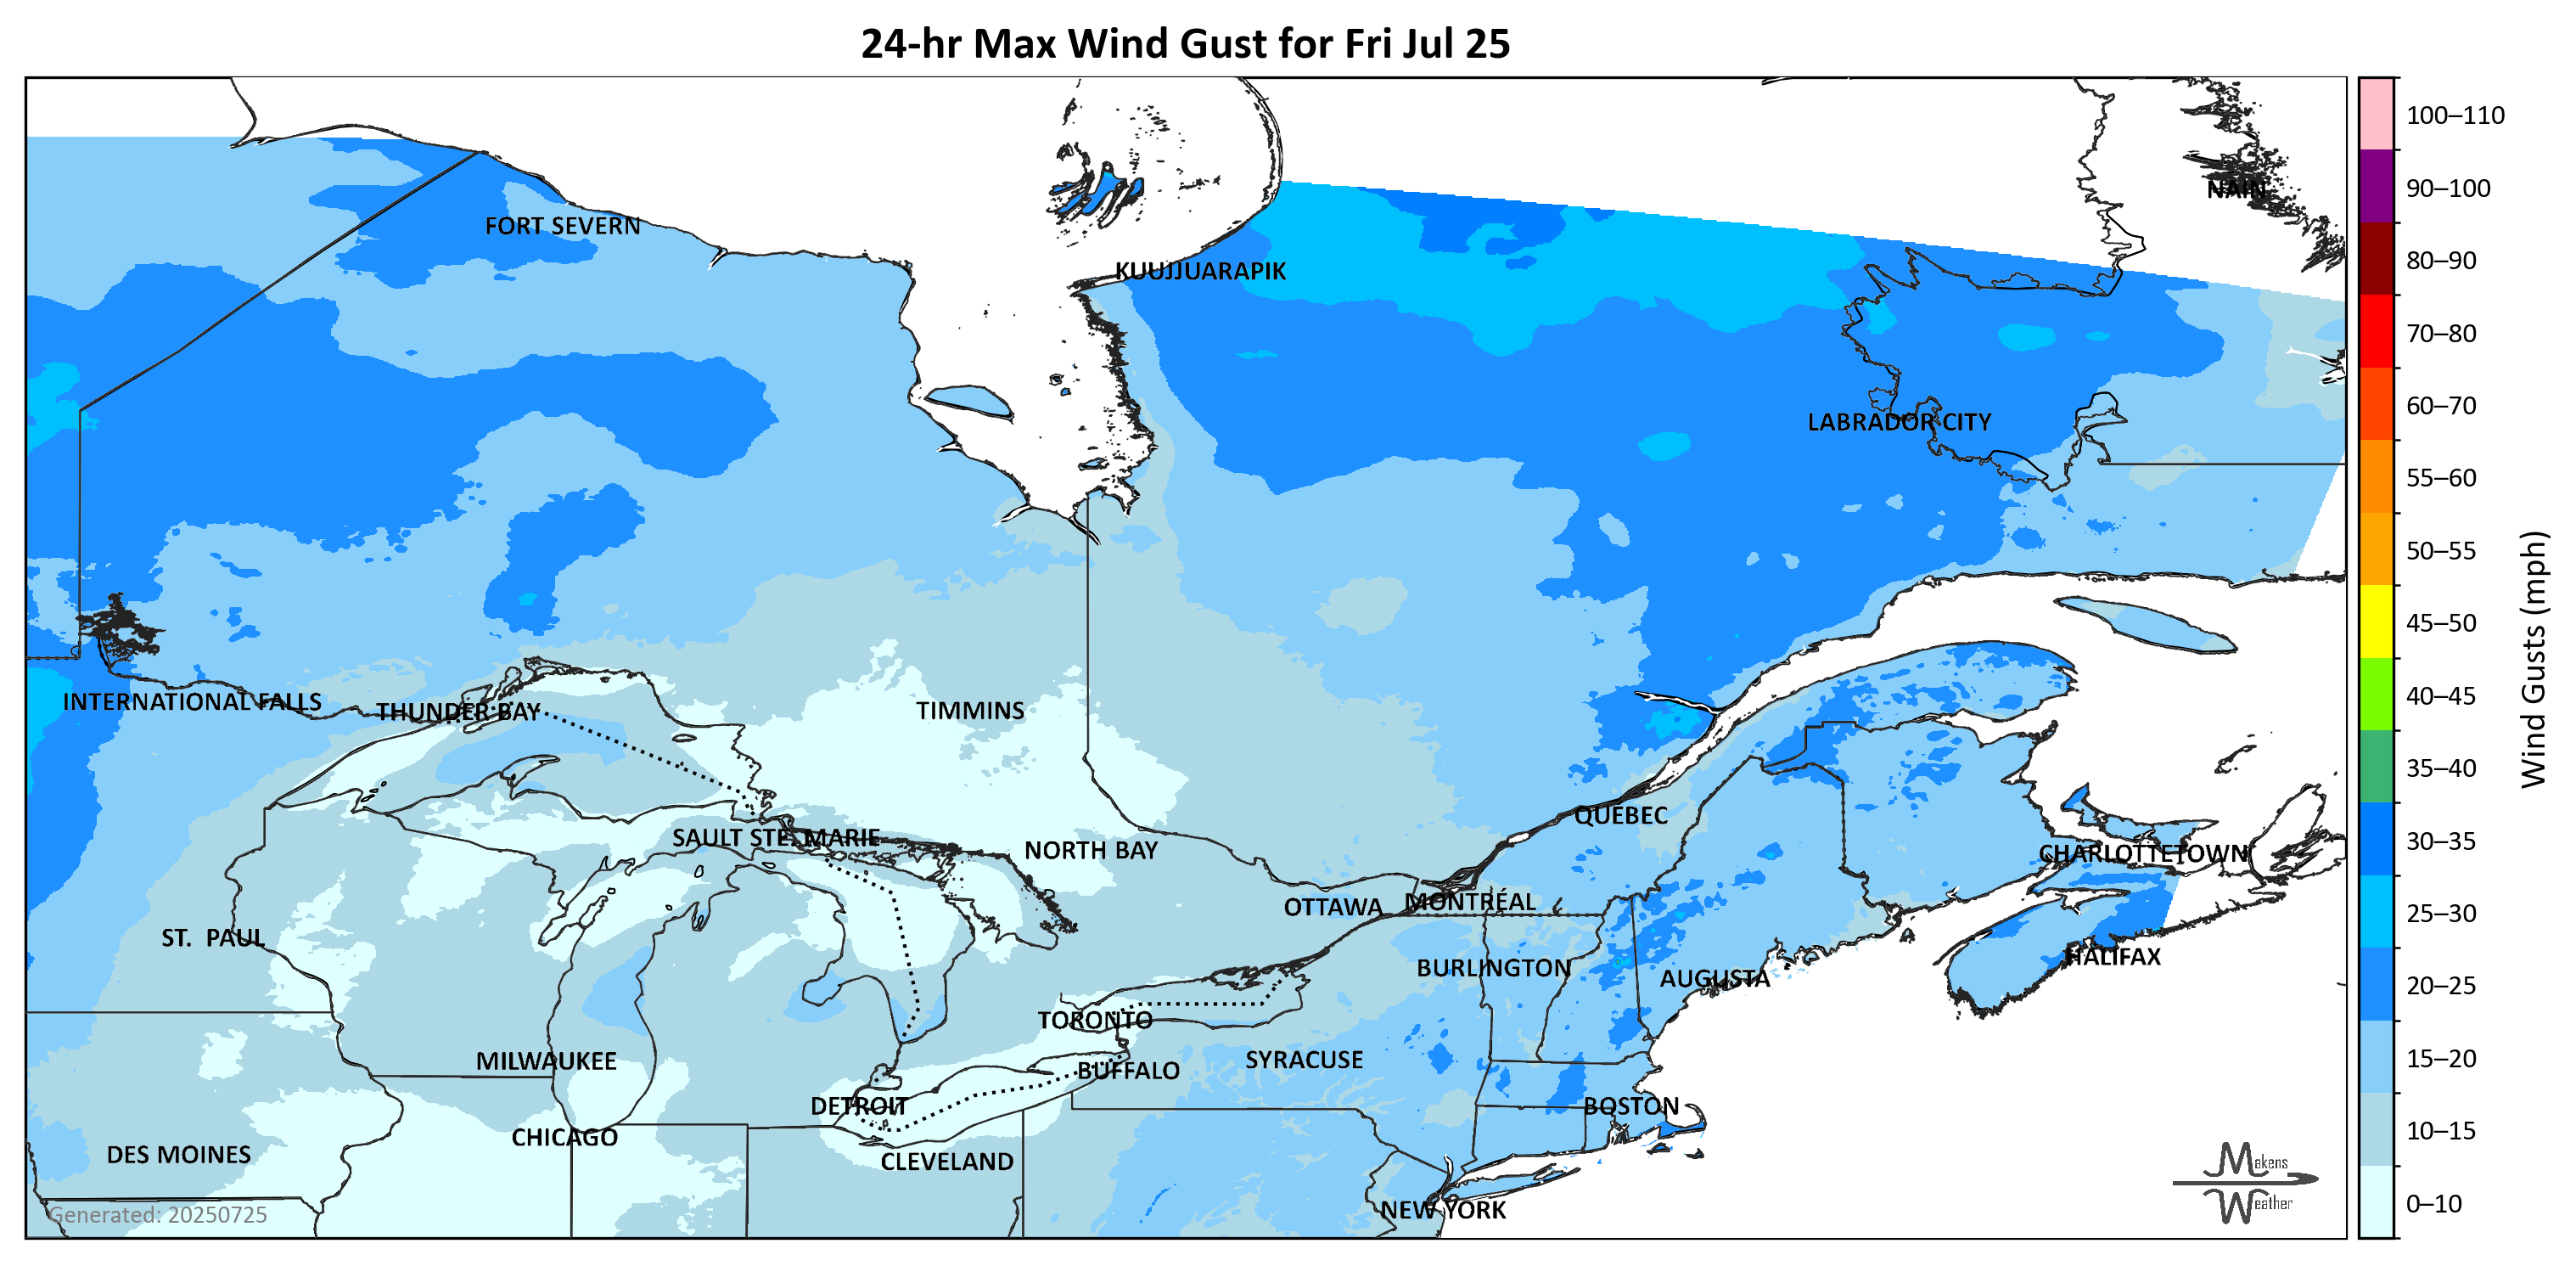 24-hr Max Wind Gust for Fri Jul 25
100–110
90–100
NAIN
FORT SEVERN
80–90
KUUJJUARAPIK
70–80
60–70
LABRADOR CITY
55–60
50–55
45–50
Wind Gusts (mph)
40–45
INTERNATIONAL FALLS
THUNDER BAY
TIMMINS
35–40
QUEBEC
30–35
SAULT STE. MARIE
NORTH BAY
CHARLOTTETOWN
OTTAWA
MONTRÉAL
25–30
ST. PAUL
HALIFAX
BURLINGTON
AUGUSTA
20–25
TORONTO
MILWAUKEE
SYRACUSE
15–20
BUFFALO
DETROIT
BOSTON
CHICAGO
10–15
DES MOINES
CLEVELAND
Makens
Weather
0–10
NEW YORK
Generated: 20250725